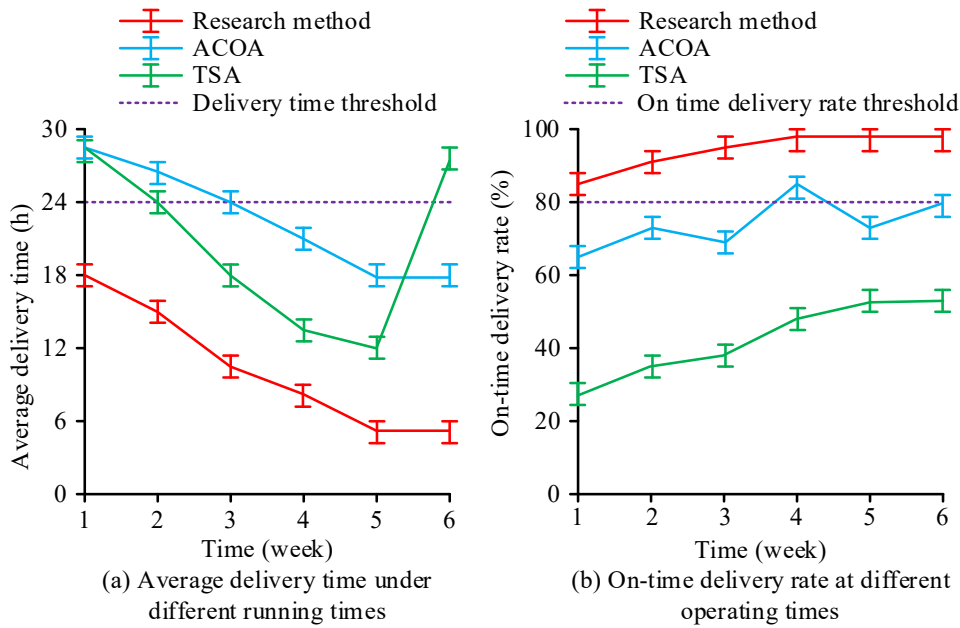 Research method
ACOA
TSA
Delivery time threshold
30
24
18
12
6
0
Average delivery time (h)
1 2 3 4 5 6
Time (week)
(a) Average delivery time under
different running times
Research method
ACOA
TSA
On time delivery rate threshold
100
80
60
40
20
0
On-time delivery rate (%)
1 2 3 4 5 6
Time (week)
(b) On-time delivery rate at different
operating times